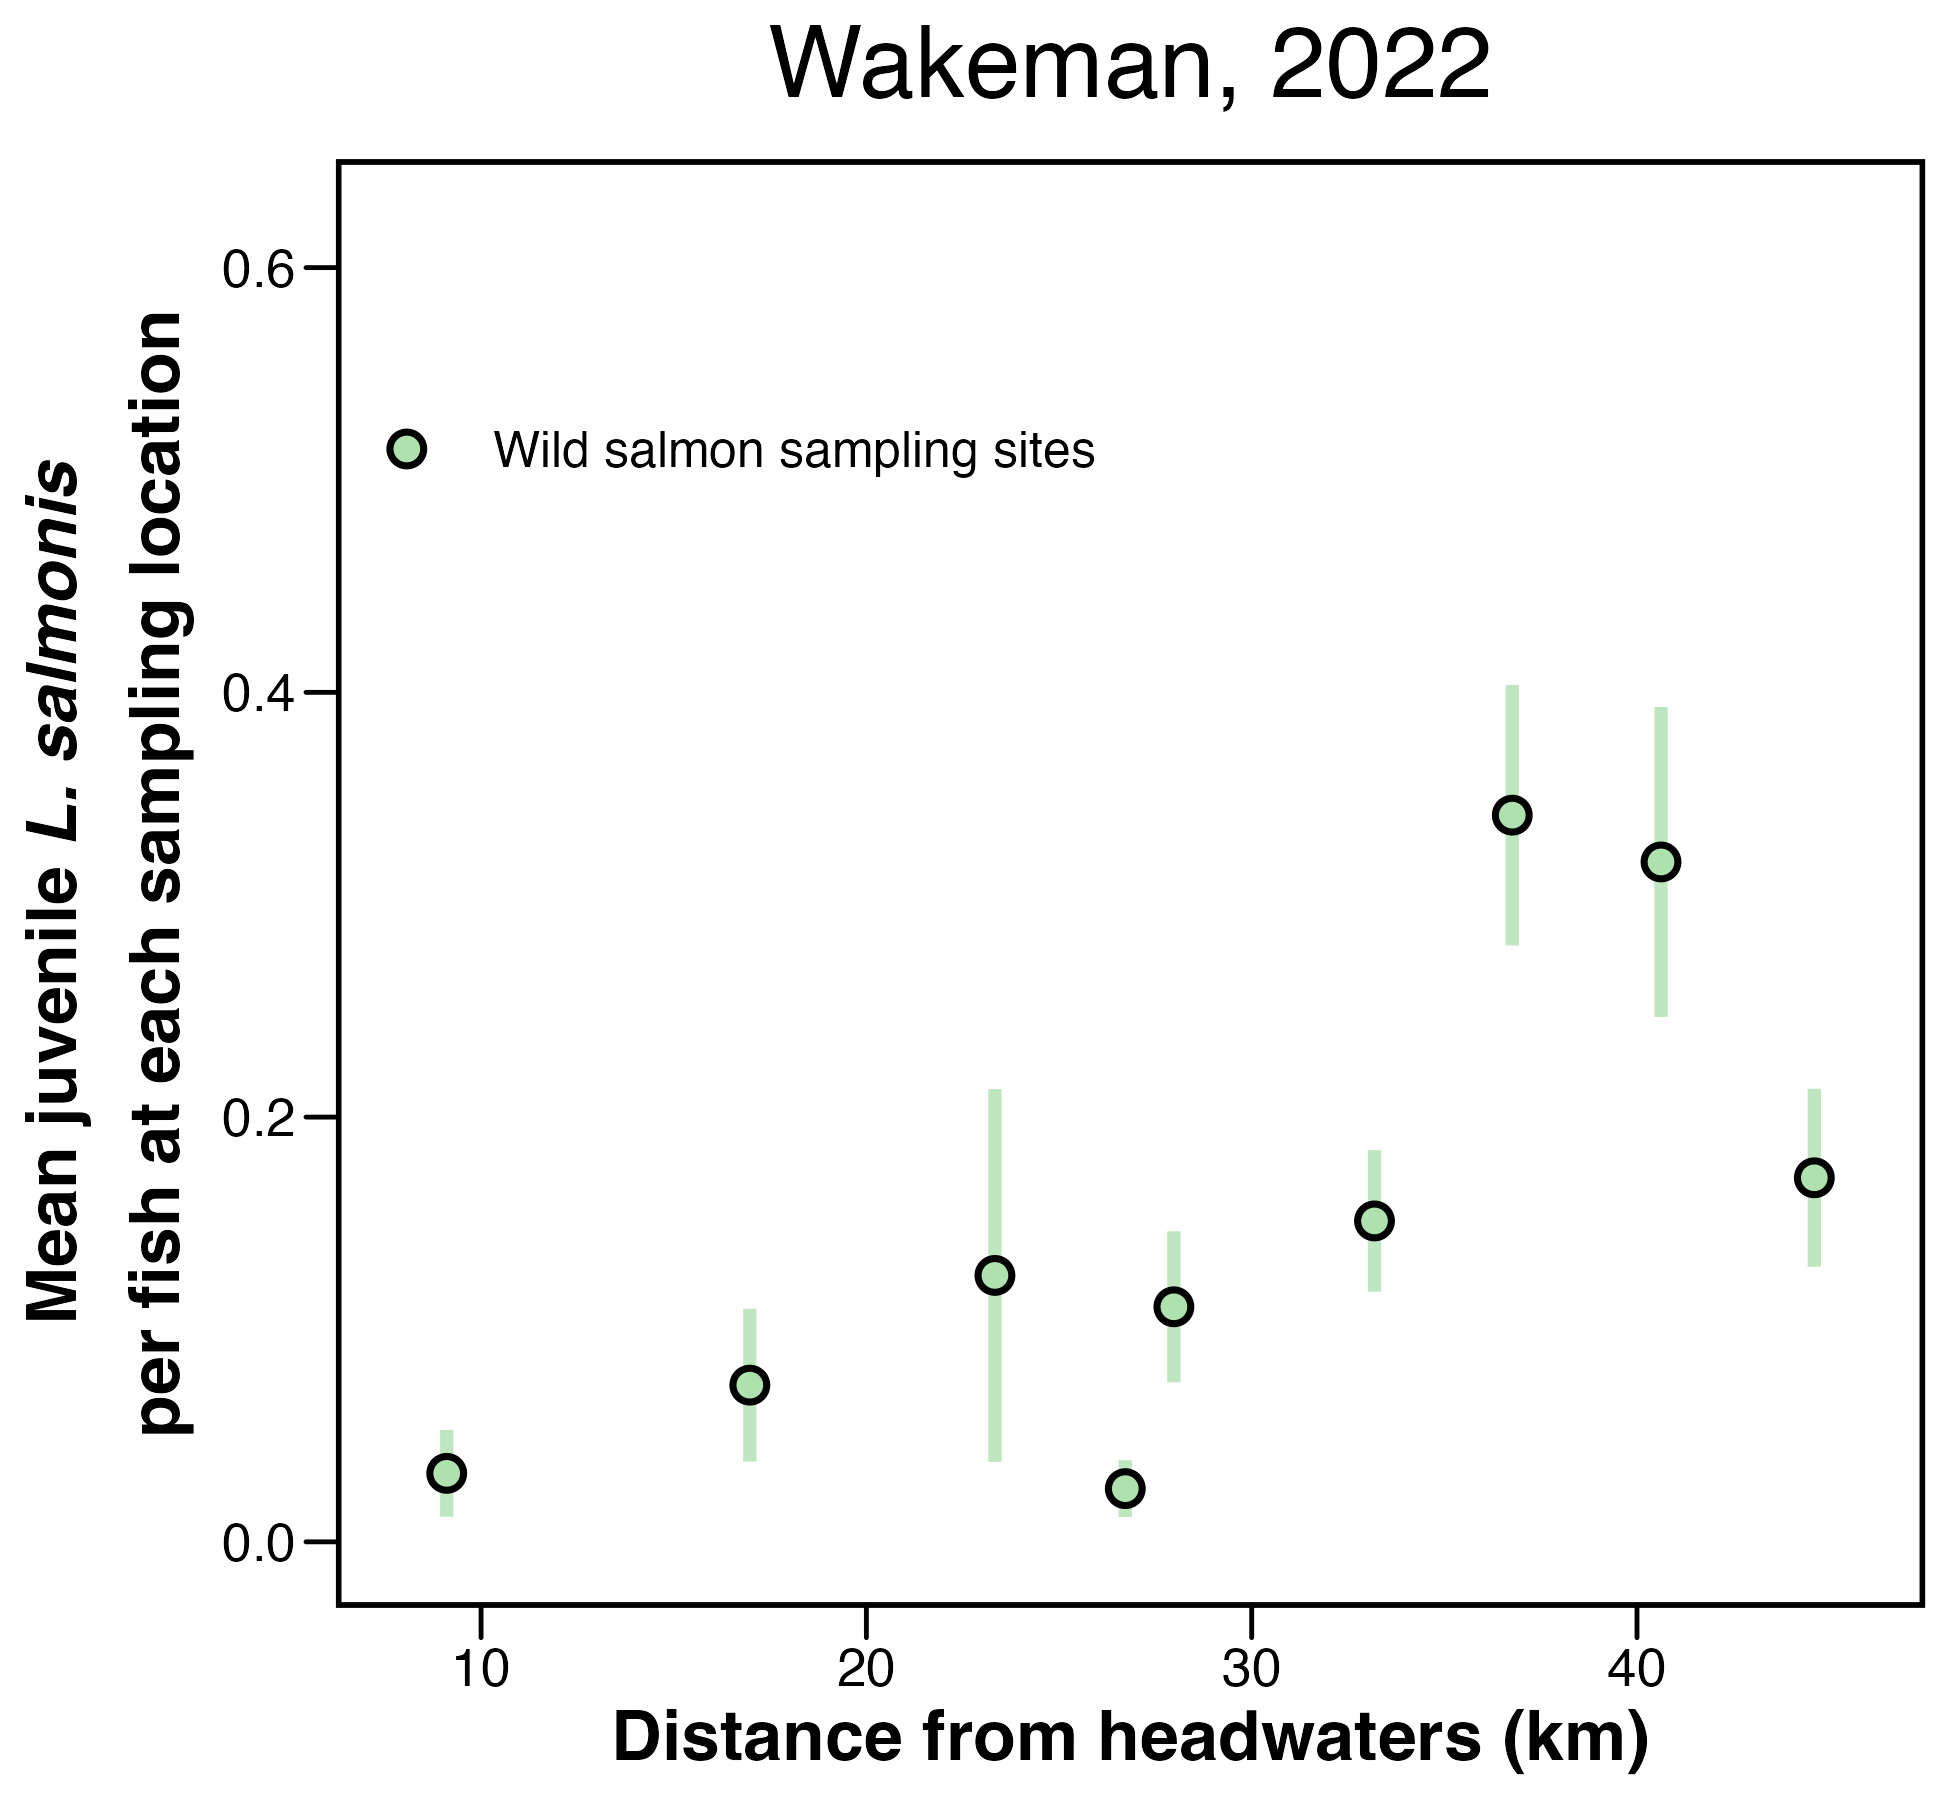 Wakeman, 2022
Mean juvenile L. salmonis
per fish at each sampling location
0.6
0.4
0.2
0.0
Wild salmon sampling sites
10
20
30
40
Distance from headwaters (km)